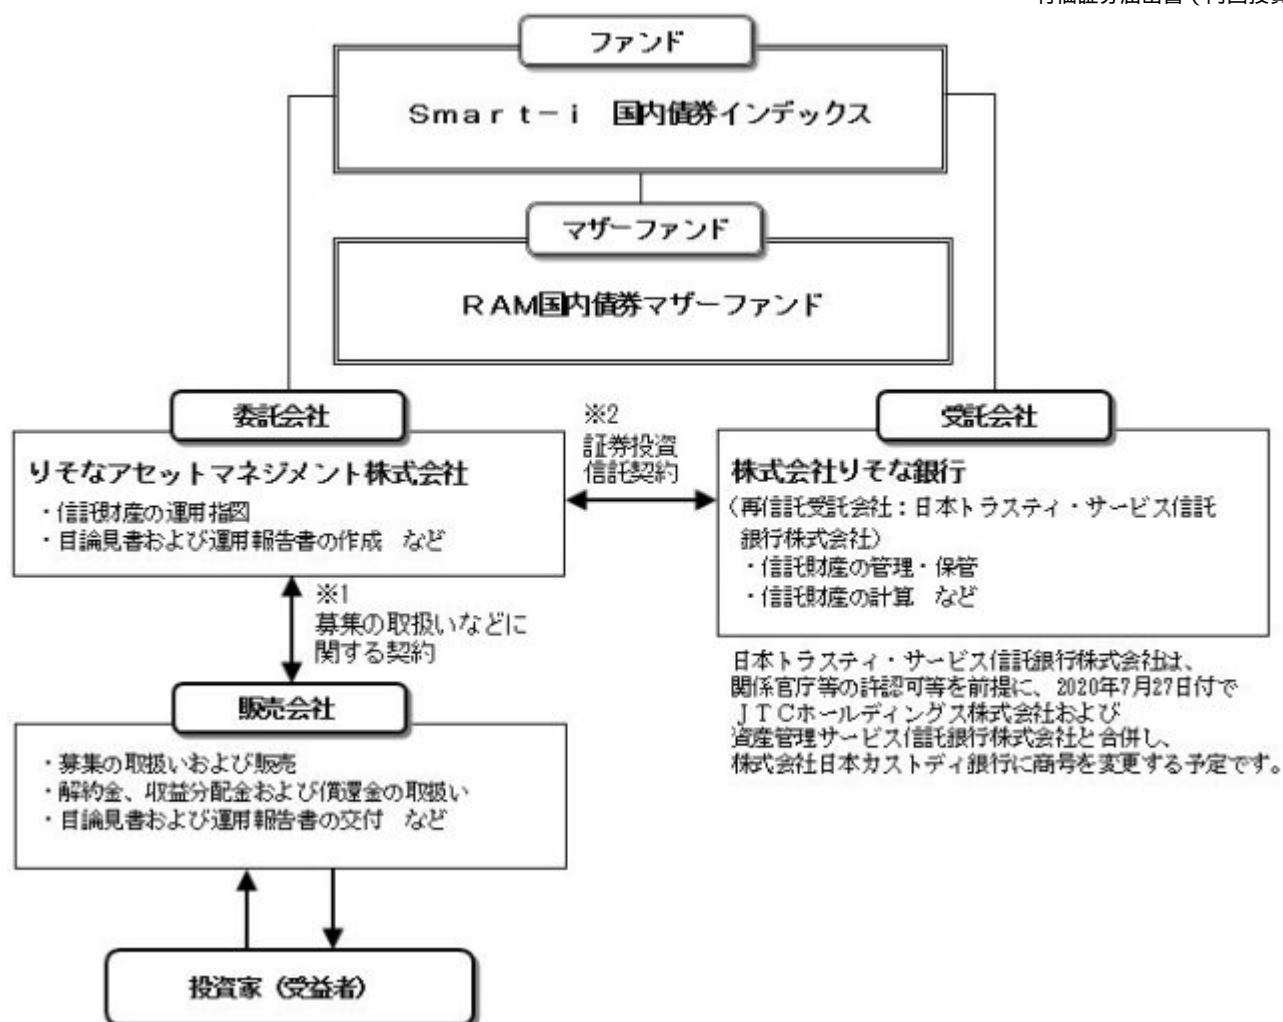 ファンド
Smart-i 国内債券インデックス
マザーファンド
RAM国内債券マザーファンド
委託会社
りそなアセットマネジメント株式会社
・信託財産の運用指図
・目論見書および運用報告書の作成 など
※2
証券投資
信託契約
受託会社
株式会社りそな銀行
(再信託受託会社:日本トラスティ・サービス信託
銀行株式会社)
・信託財産の管理・保管
・信託財産の計算 など
※1
募集の取扱いなどに
関する契約
日本トラスティ・サービス信託銀行株式会社は、
関係官庁等の許認可等を前提に、2020年7月27日付で
JTCホールディングス株式会社および
資産管理サービス信託銀行株式会社と合併し、
株式会社日本カストディ銀行に商号を変更する予定です。
販売会社
・募集の取扱いおよび販売
・解約金、収益分配金および償還金の取扱い
・目論見書および運用報告書の交付 など
投資家(受益者)